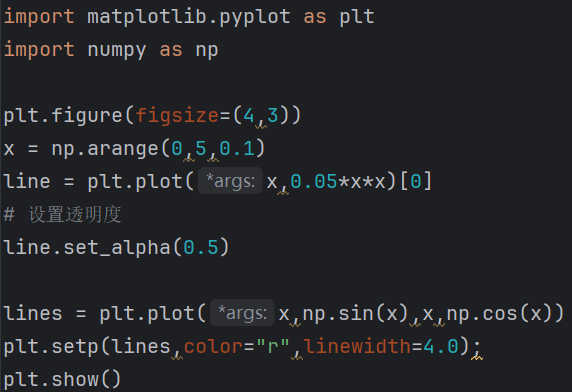 import matplotlib.pyplot as plt
import numpy as np
plt.figure(figsize=(4,3))
x = np.arange(0,5,0.1)
line = plt.plot(*args: x,0.05*x*x)[0]
# 设置透明度
line.set_alpha(0.5)
lines = plt.plot(*args: x,np.sin(x),x,np.cos(x))
plt.setp(lines,color="r",linewidth=4.0);
plt.show()